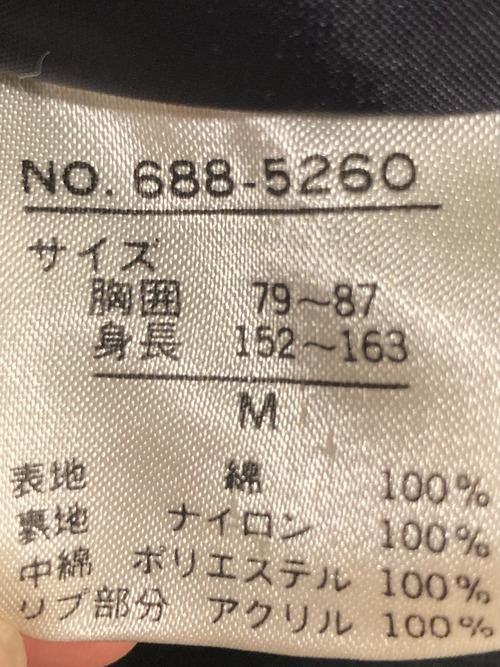 NO. 688-5260
サイズ
胸囲 79〜87
身長 152〜163
M
表地 綿 100%
裏地 ナイロン 100%
中綿 ポリエステル 100%
リブ部分 アクリル 100%